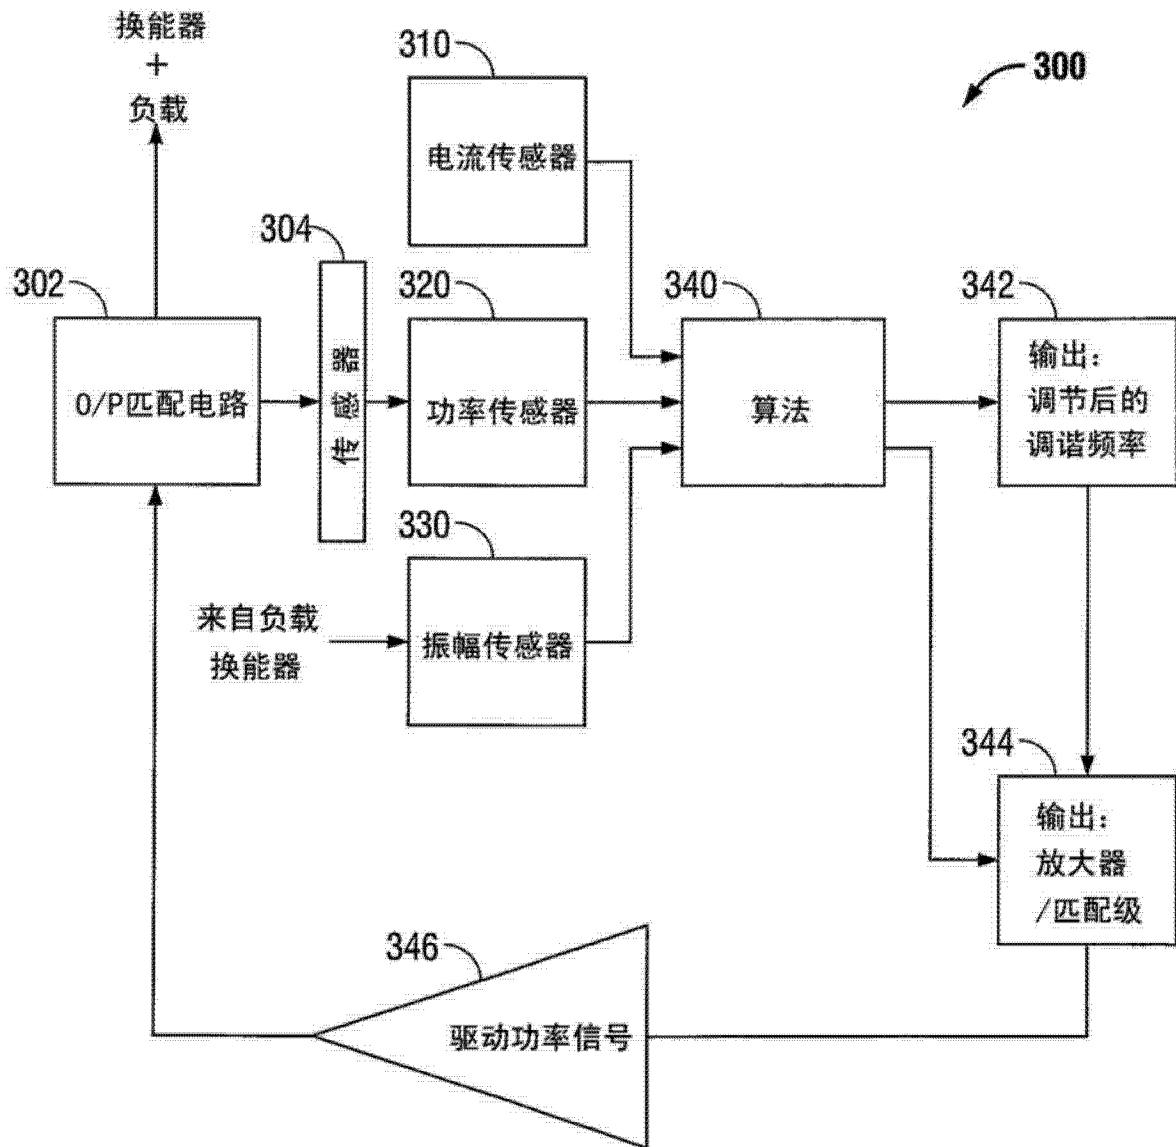 换能器
+
负载
310
300
电流传感器
304
302
320
340
342
O/P匹配电路
传感器
功率传感器
算法
输出:
调节后的
调谐频率
330
来自负载
换能器
振幅传感器
344
输出:
放大器
/匹配级
346
驱动功率信号